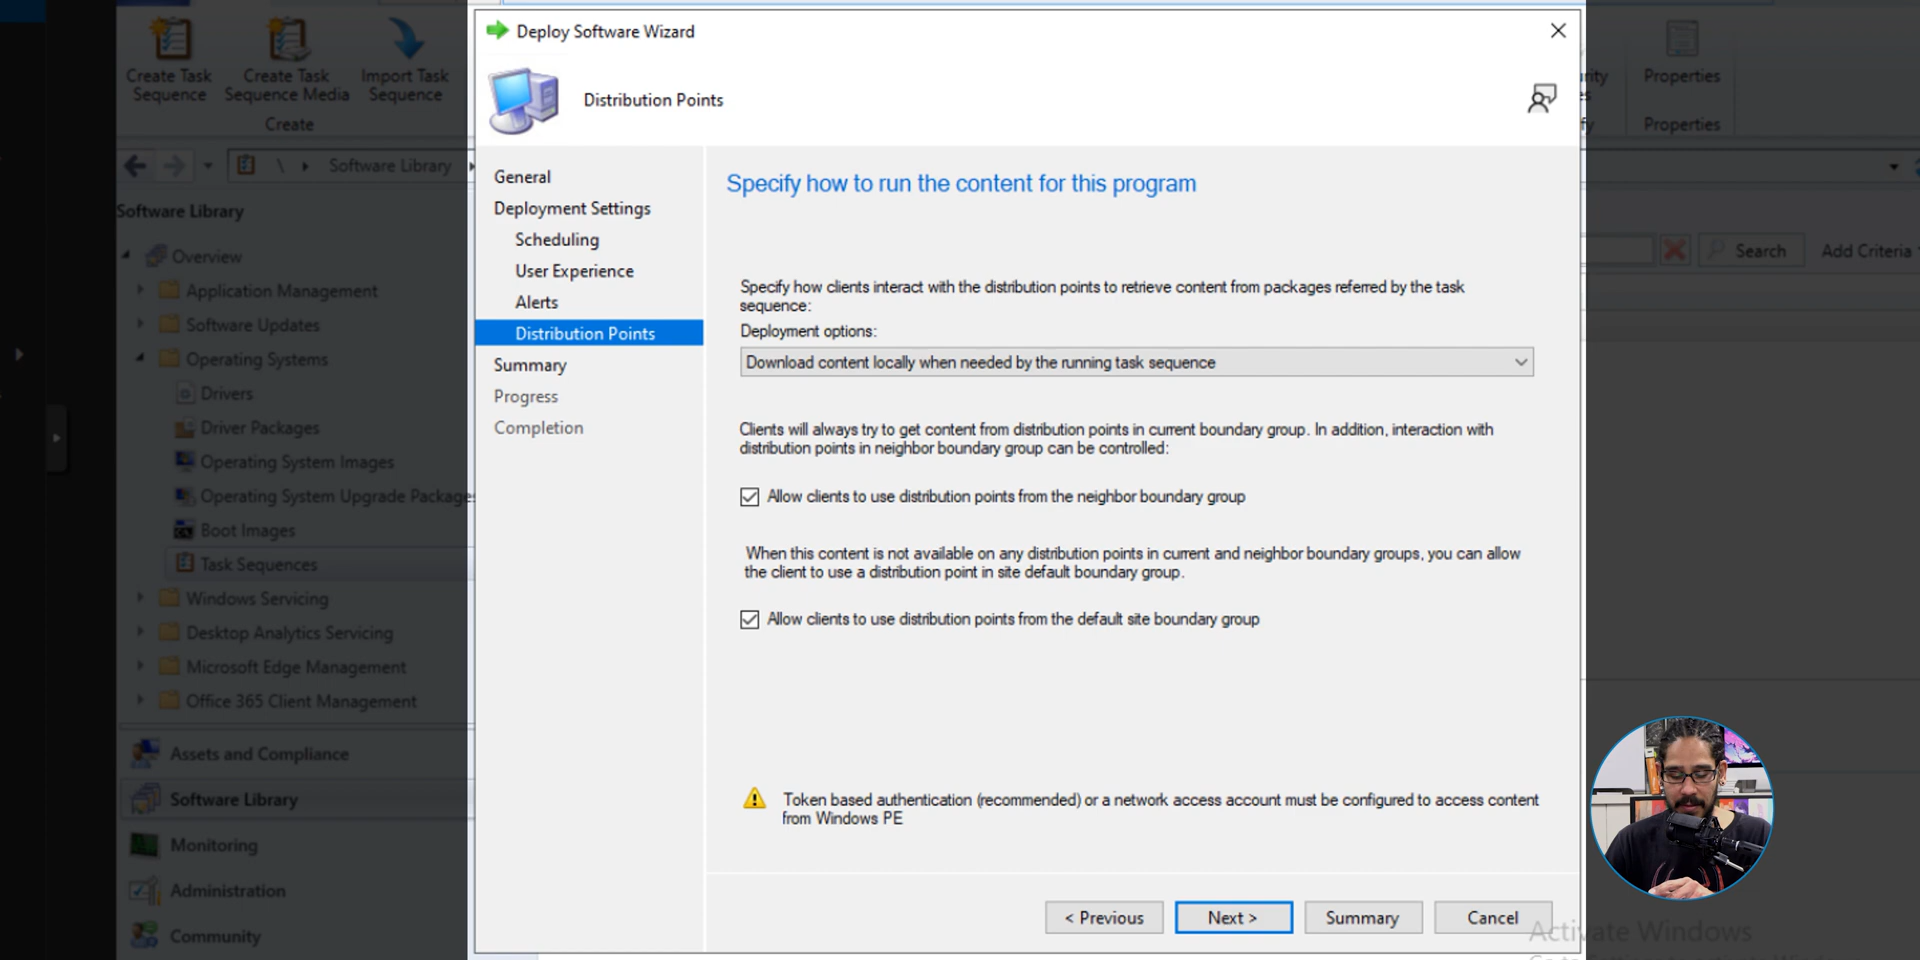 Deploy Software Wizard
Distribution Points
Create Task
Sequence
Create Task
Sequence Media
Import Task
Sequence
Create
Properties
Properties
Software Library
Search
Add Criteria
Software Library
Overview
Application Management
Software Updates
Operating Systems
Drivers
Driver Packages
Operating System Images
Operating System Upgrade Packages
Boot Images
Task Sequences
Windows Servicing
Desktop Analytics Servicing
Microsoft Edge Management
Office 365 Client Management
Assets and Compliance
Software Library
Monitoring
Administration
Community
General
Deployment Settings
Scheduling
User Experience
Alerts
Distribution Points
Summary
Progress
Completion
Specify how to run the content for this program
Specify how clients interact with the distribution points to retrieve content from packages referred by the task
sequence:
Deployment options:
Download content locally when needed by the running task sequence
Clients will always try to get content from distribution points in current boundary group. In addition, interaction with
distribution points in neighbor boundary group can be controlled:
Allow clients to use distribution points from the neighbor boundary group
When this content is not available on any distribution points in current and neighbor boundary groups, you can allow
the client to use a distribution point in site default boundary group.
Allow clients to use distribution points from the default site boundary group
Token based authentication (recommended) or a network access account must be configured to access content
from Windows PE
< Previous
Next >
Summary
Cancel
Activate Windows